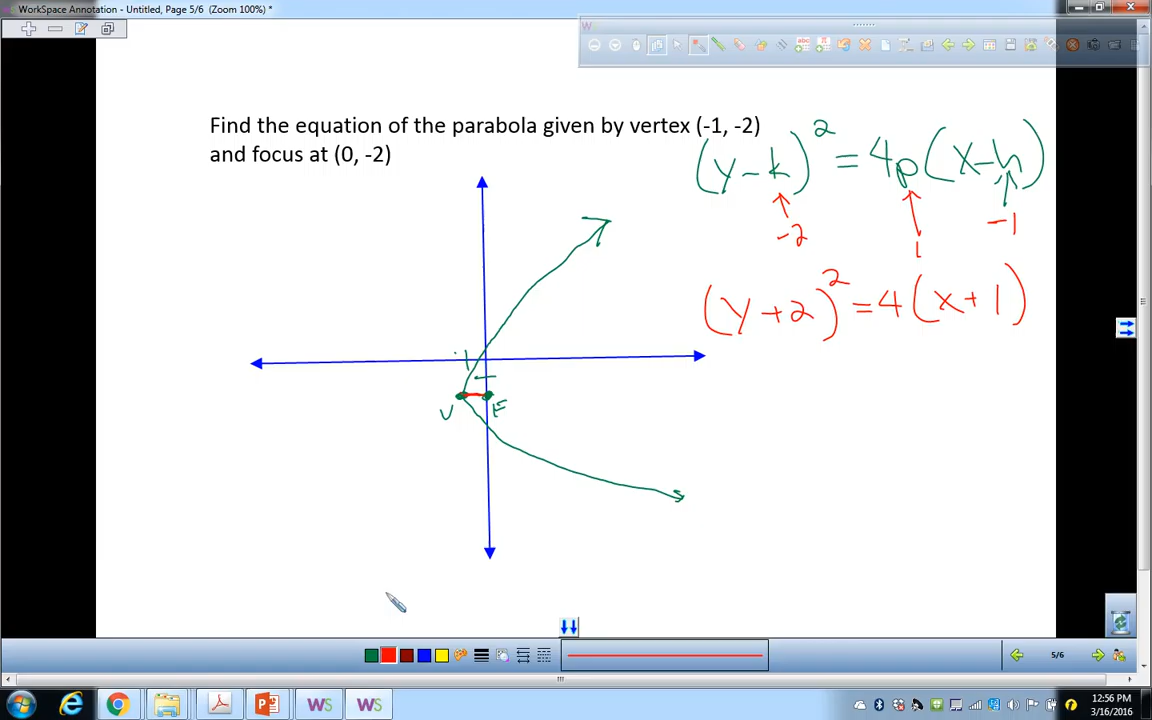 WorkSpace Annotation - Untitled, Page 5/6 (Zoom 100%) *
Find the equation of the parabola given by vertex (-1, -2)
and focus at (0, -2)
(y-k)² = 4p(x-h)
-2 1 -1
(y+2)² = 4(x+1)
-1
V F
5/6
12:56 PM
3/16/2016